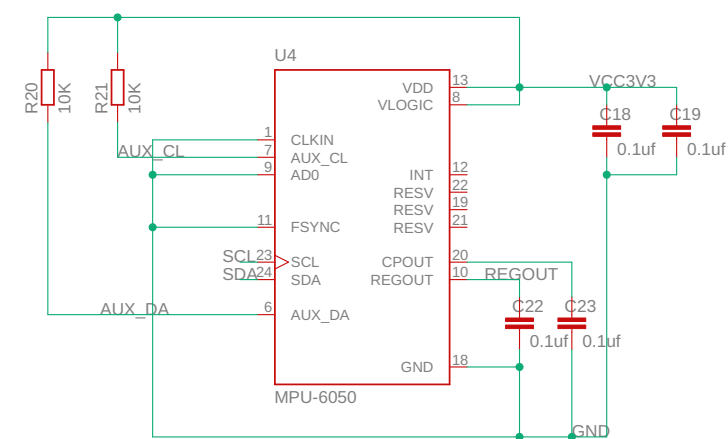 U4
R20
10K
R21
10K
VDD
13
VLOGIC
8
VCC3V3
C18
0.1uf
C19
0.1uf
1
CLKIN
AUX_CL
7
AUX_CL
9
AD0
INT
12
RESV
22
RESV
19
RESV
21
11
FSYNC
SCL
23
SCL
SDA
24
SDA
CPOUT
20
REGOUT
10
REGOUT
C22
0.1uf
C23
0.1uf
AUX_DA
6
AUX_DA
GND
18
MPU-6050
GND